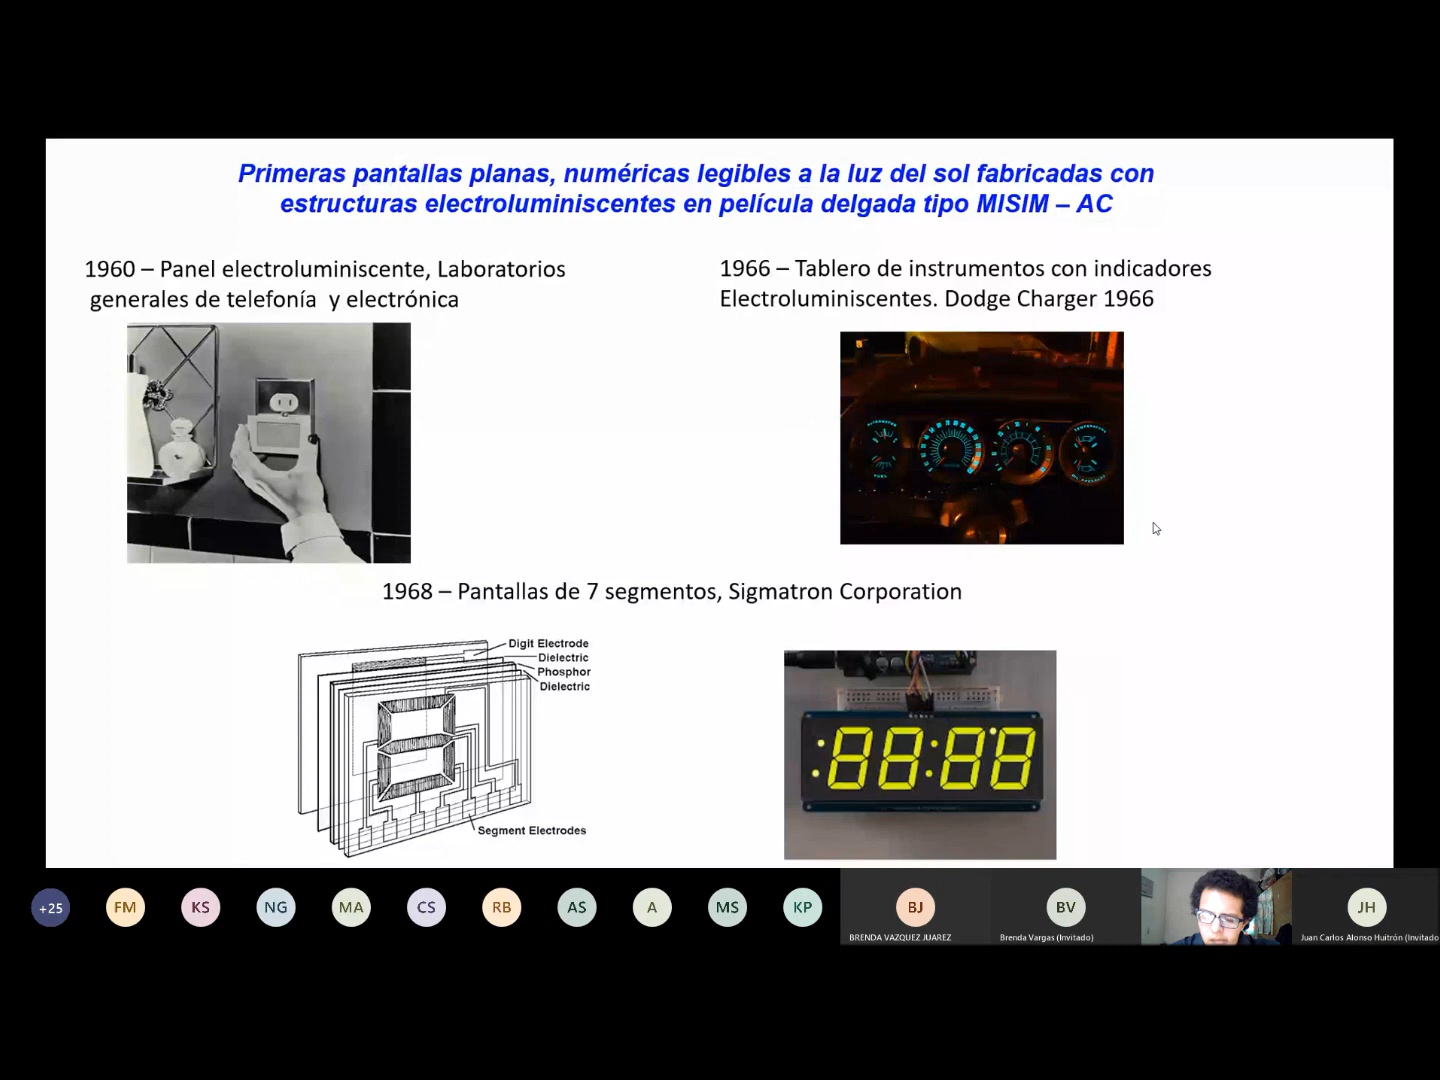 Primeras pantallas planas, numéricas legibles a la luz del sol fabricadas con
estructuras electroluminiscentes en película delgada tipo MISIM – AC
1960 – Panel electroluminiscente, Laboratorios
generales de telefonía y electrónica
1966 – Tablero de instrumentos con indicadores
Electroluminiscentes. Dodge Charger 1966
1968 – Pantallas de 7 segmentos, Sigmatron Corporation
Digit Electrode
Dielectric
Phosphor
Dielectric
Segment Electrodes
88:88
+25
FM
KS
NG
MA
CS
RB
AS
A
MS
KP
BJ
BRENDA VAZQUEZ JUAREZ
BV
Brenda Vargas (Invitado)
JH
Juan Carlos Alonso Huitrón (Invitado